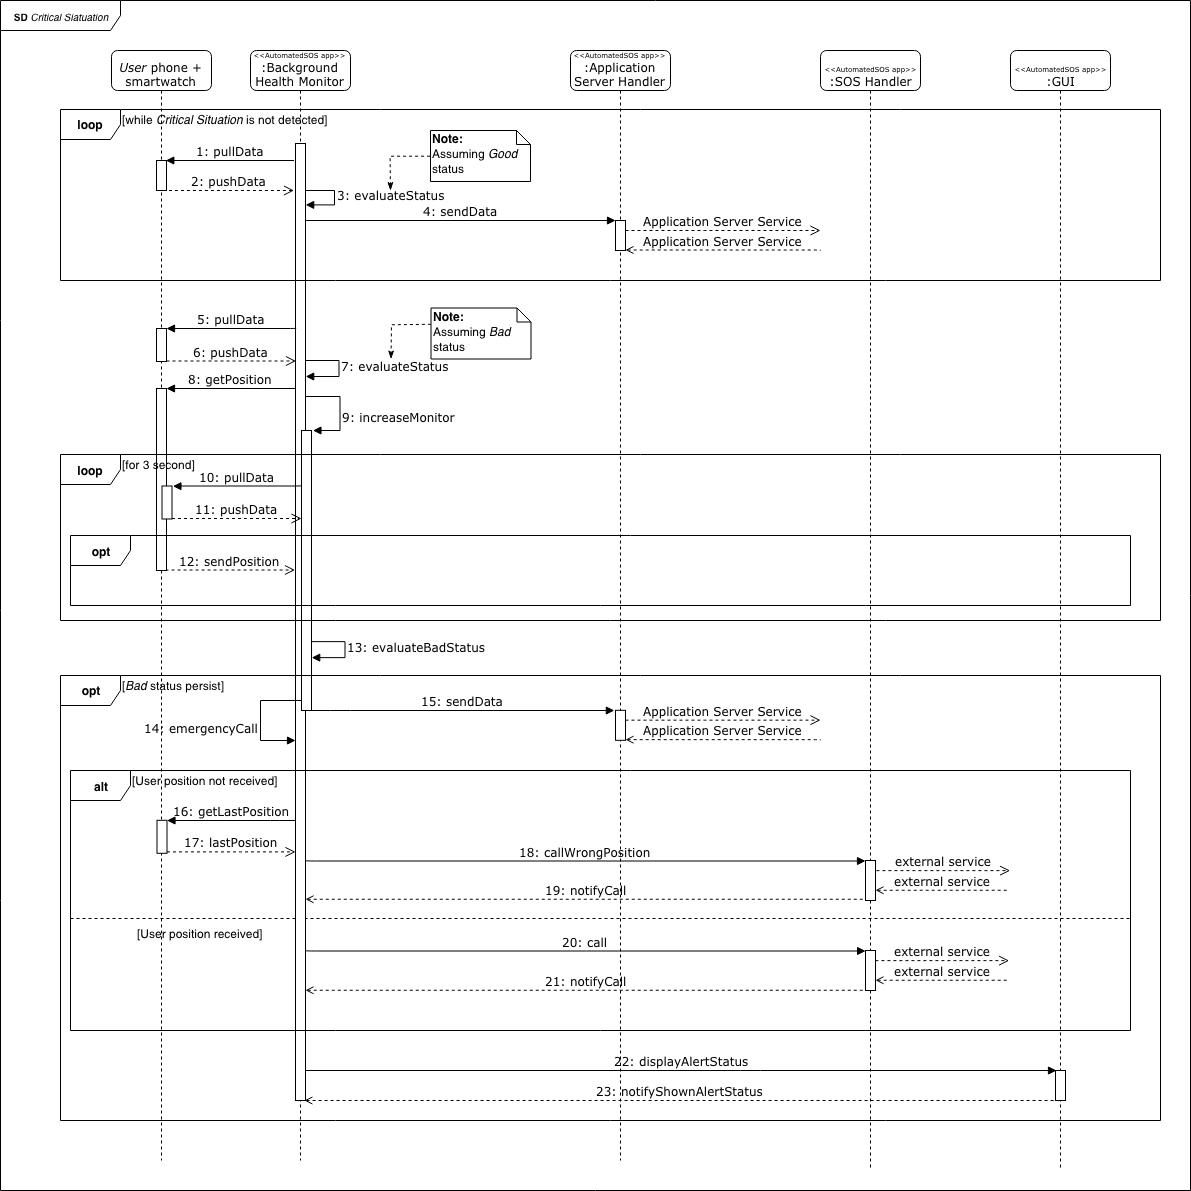 SD Critical Siatuation
User phone +
smartwatch
<<AutomatedSOS app>>
:Background
Health Monitor
<<AutomatedSOS app>>
:Application
Server Handler
<<AutomatedSOS app>>
:SOS Handler
<<AutomatedSOS app>>
:GUI
loop
[while Critical Situation is not detected]
Note:
Assuming Good
status
1: pullData
2: pushData
3: evaluateStatus
4: sendData
Application Server Service
Application Server Service
5: pullData
Note:
Assuming Bad
status
6: pushData
7: evaluateStatus
8: getPosition
9: increaseMonitor
loop
[for 3 second]
10: pullData
11: pushData
opt
12: sendPosition
13: evaluateBadStatus
opt
[Bad status persist]
15: sendData
Application Server Service
14: emergencyCall
Application Server Service
alt
[User position not received]
16: getLastPosition
17: lastPosition
18: callWrongPosition
external service
external service
19: notifyCall
[User position received]
20: call
external service
external service
21: notifyCall
22: displayAlertStatus
23: notifyShownAlertStatus